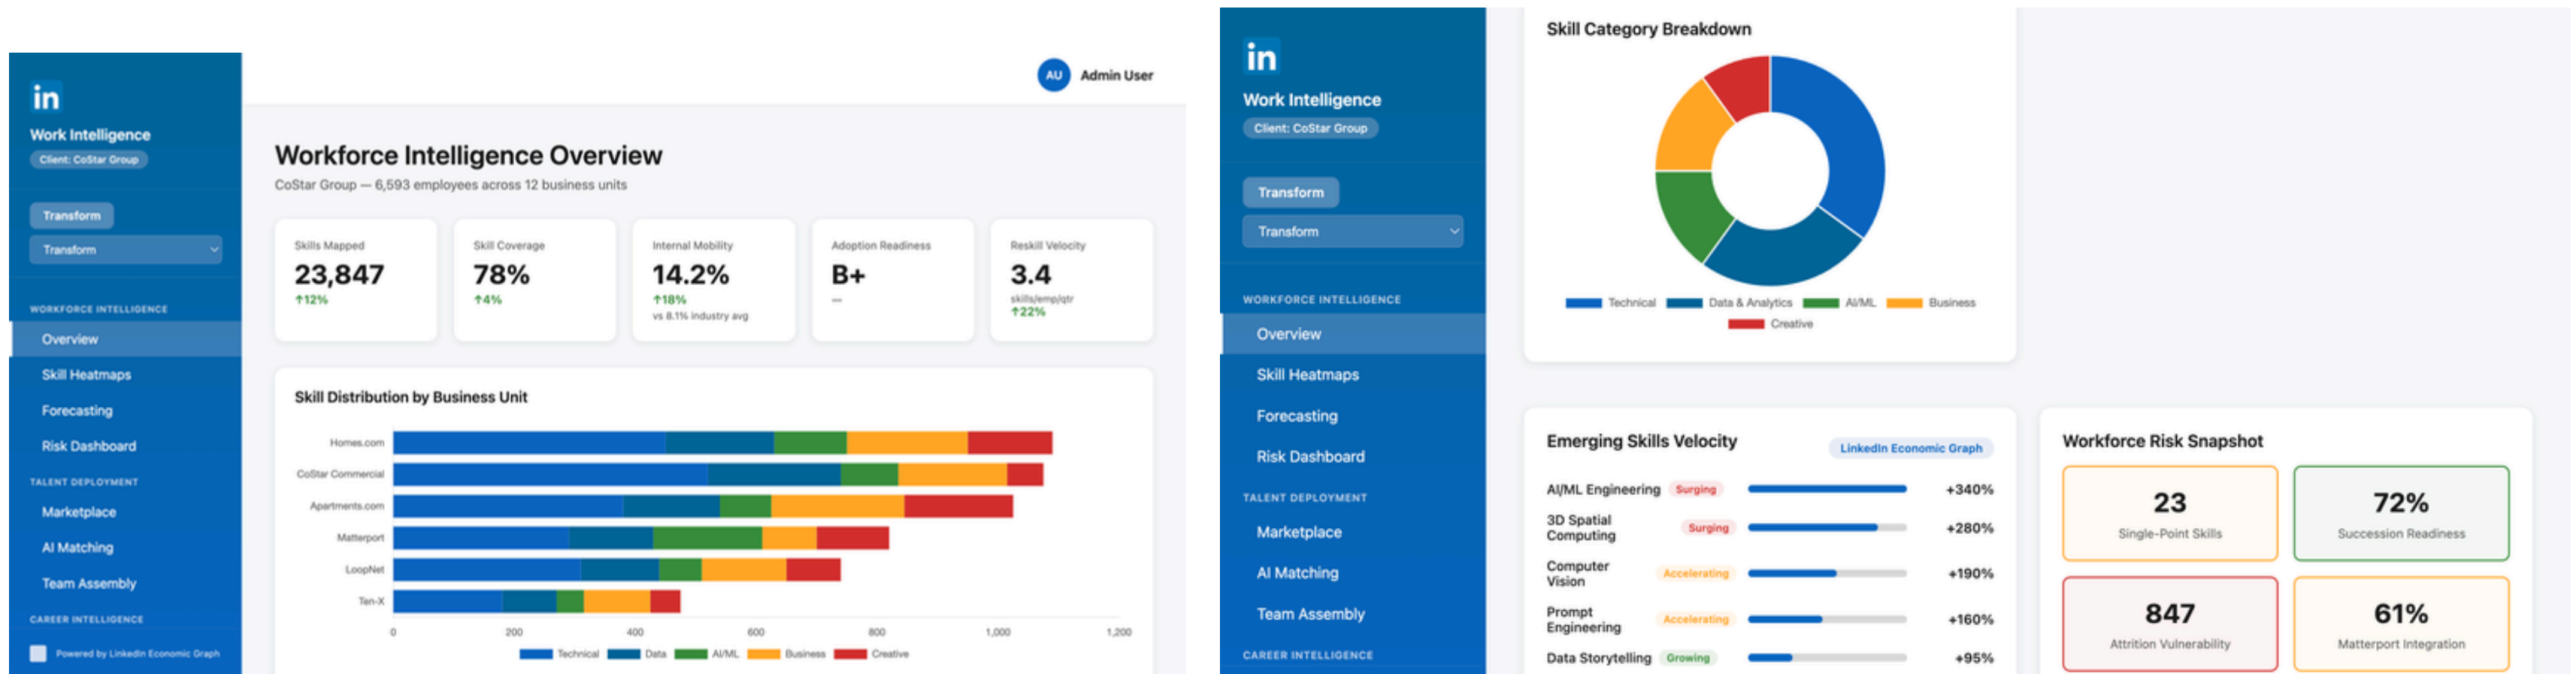 AU Admin User
in
Work Intelligence
Client: CoStar Group
Transform
Transform
WORKFORCE INTELLIGENCE
Overview
Skill Heatmaps
Forecasting
Risk Dashboard
TALENT DEPLOYMENT
Marketplace
AI Matching
Team Assembly
CAREER INTELLIGENCE
Powered by LinkedIn Economic Graph
Workforce Intelligence Overview
CoStar Group — 6,593 employees across 12 business units
Skills Mapped
23,847
↑12%
Skill Coverage
78%
↑4%
Internal Mobility
14.2%
↑18%
vs 8.1% industry avg
Adoption Readiness
B+
—
Reskill Velocity
3.4
skills/emp/qtr
↑22%
Skill Distribution by Business Unit
Homes.com
CoStar Commercial
Apartments.com
Matterport
LoopNet
Ten-X
0 200 400 600 800 1,000 1,200
Technical Data AI/ML Business Creative
in
Work Intelligence
Client: CoStar Group
Transform
Transform
WORKFORCE INTELLIGENCE
Overview
Skill Heatmaps
Forecasting
Risk Dashboard
TALENT DEPLOYMENT
Marketplace
AI Matching
Team Assembly
CAREER INTELLIGENCE
Skill Category Breakdown
Technical Data & Analytics AI/ML Business
Creative
Emerging Skills Velocity
LinkedIn Economic Graph
AI/ML Engineering Surging +340%
3D Spatial
Computing Surging +280%
Computer
Vision Accelerating +190%
Prompt
Engineering Accelerating +160%
Data Storytelling Growing +95%
Workforce Risk Snapshot
23
Single-Point Skills
72%
Succession Readiness
847
Attrition Vulnerability
61%
Matterport Integration